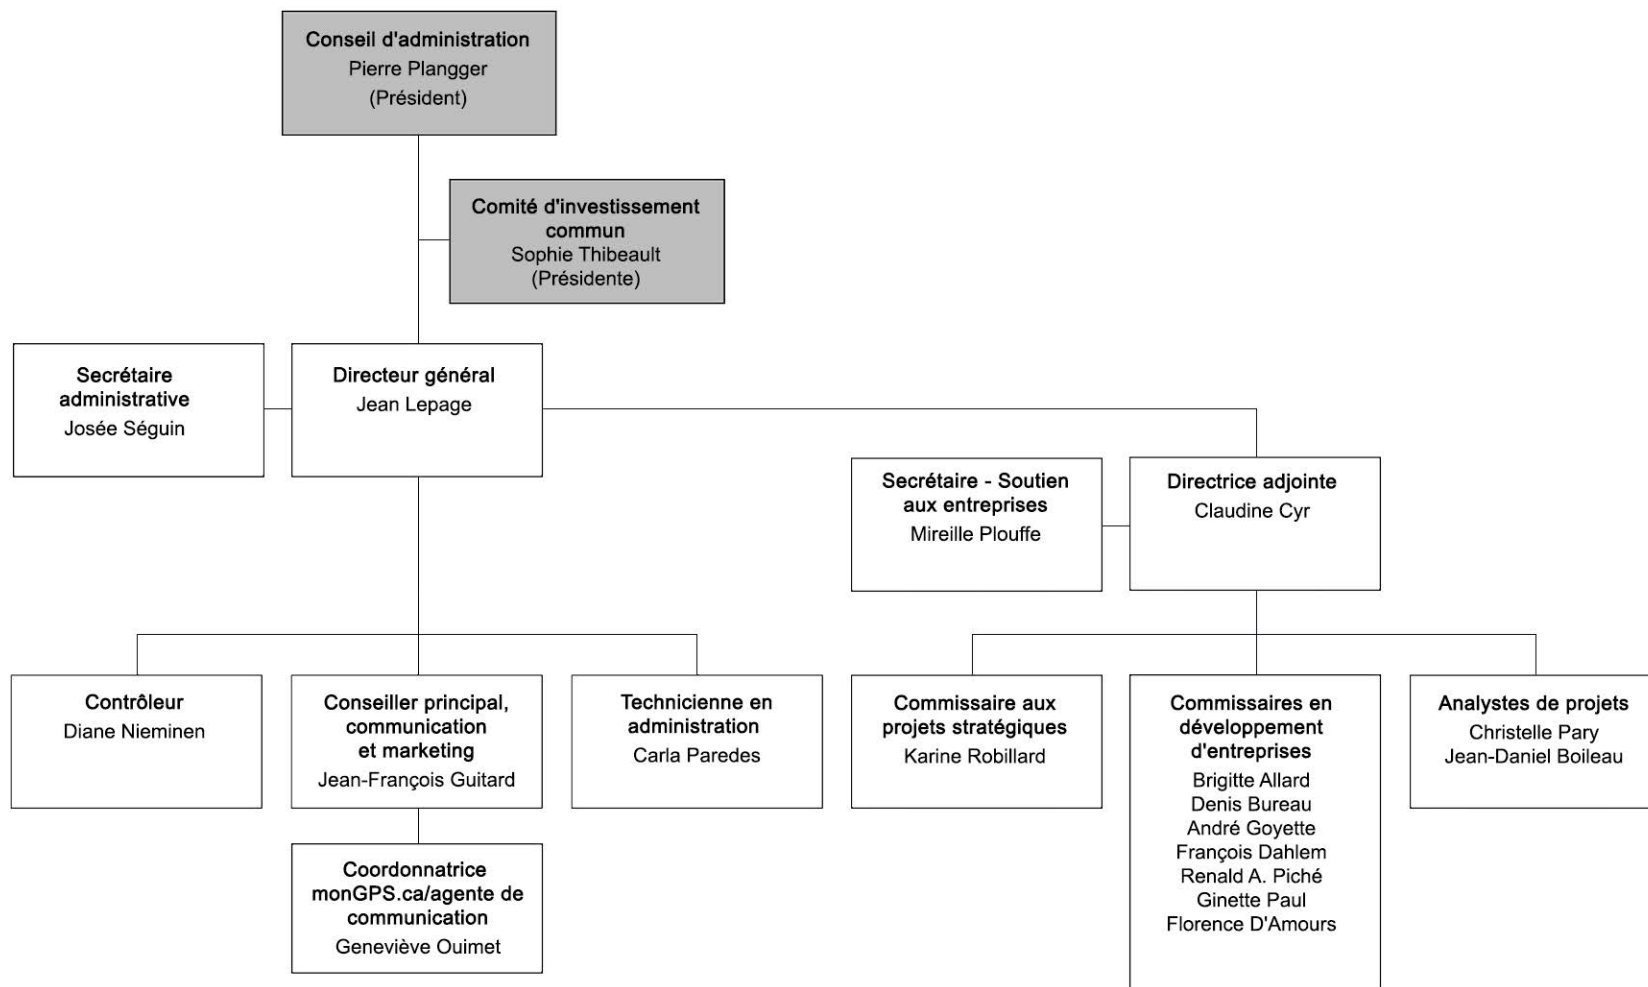 Conseil d'administration
Pierre Plangger
(Président)
Comité d'investissement
commun
Sophie Thibeault
(Présidente)
Secrétaire
administrative
Josée Séguin
Directeur général
Jean Lepage
Secrétaire - Soutien
aux entreprises
Mireille Plouffe
Directrice adjointe
Claudine Cyr
Contrôleur
Diane Nieminen
Conseiller principal,
communication
et marketing
Jean-François Guitard
Technicienne en
administration
Carla Paredes
Commissaire aux
projets stratégiques
Karine Robillard
Commissaires en
développement
d'entreprises
Brigitte Allard
Denis Bureau
André Goyette
François Dahlem
Renald A. Piché
Ginette Paul
Florence D'Amours
Analystes de projets
Christelle Pary
Jean-Daniel Boileau
Coordonnatrice
monGPS.ca/agente de
communication
Geneviève Ouimet